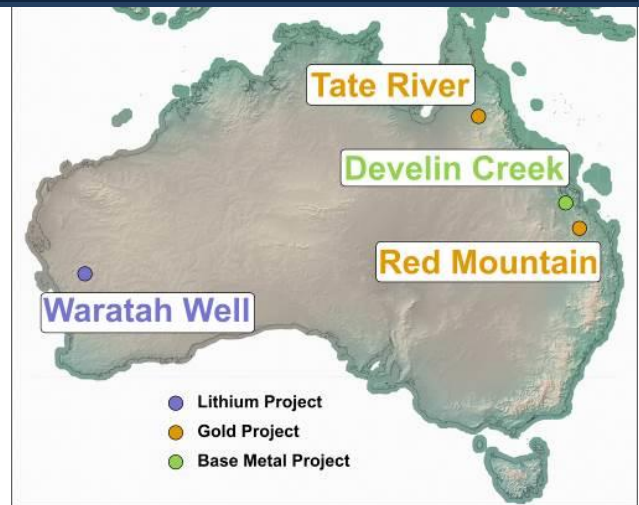 Tate River
Develin Creek
Red Mountain
Waratah Well
Lithium Project
Gold Project
Base Metal Project